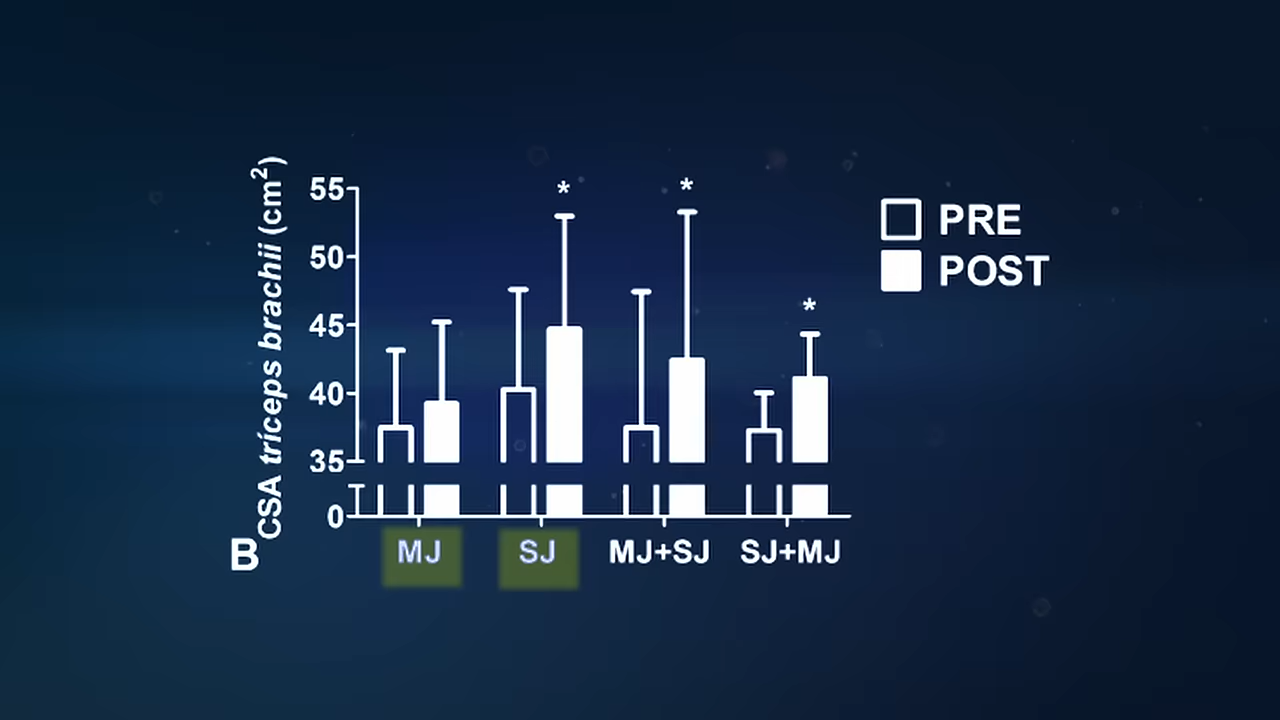 CSA tríceps brachii (cm²)
55
50
45
40
35
0
*
*
*
PRE
POST
MJ
SJ
MJ+SJ
SJ+MJ
B